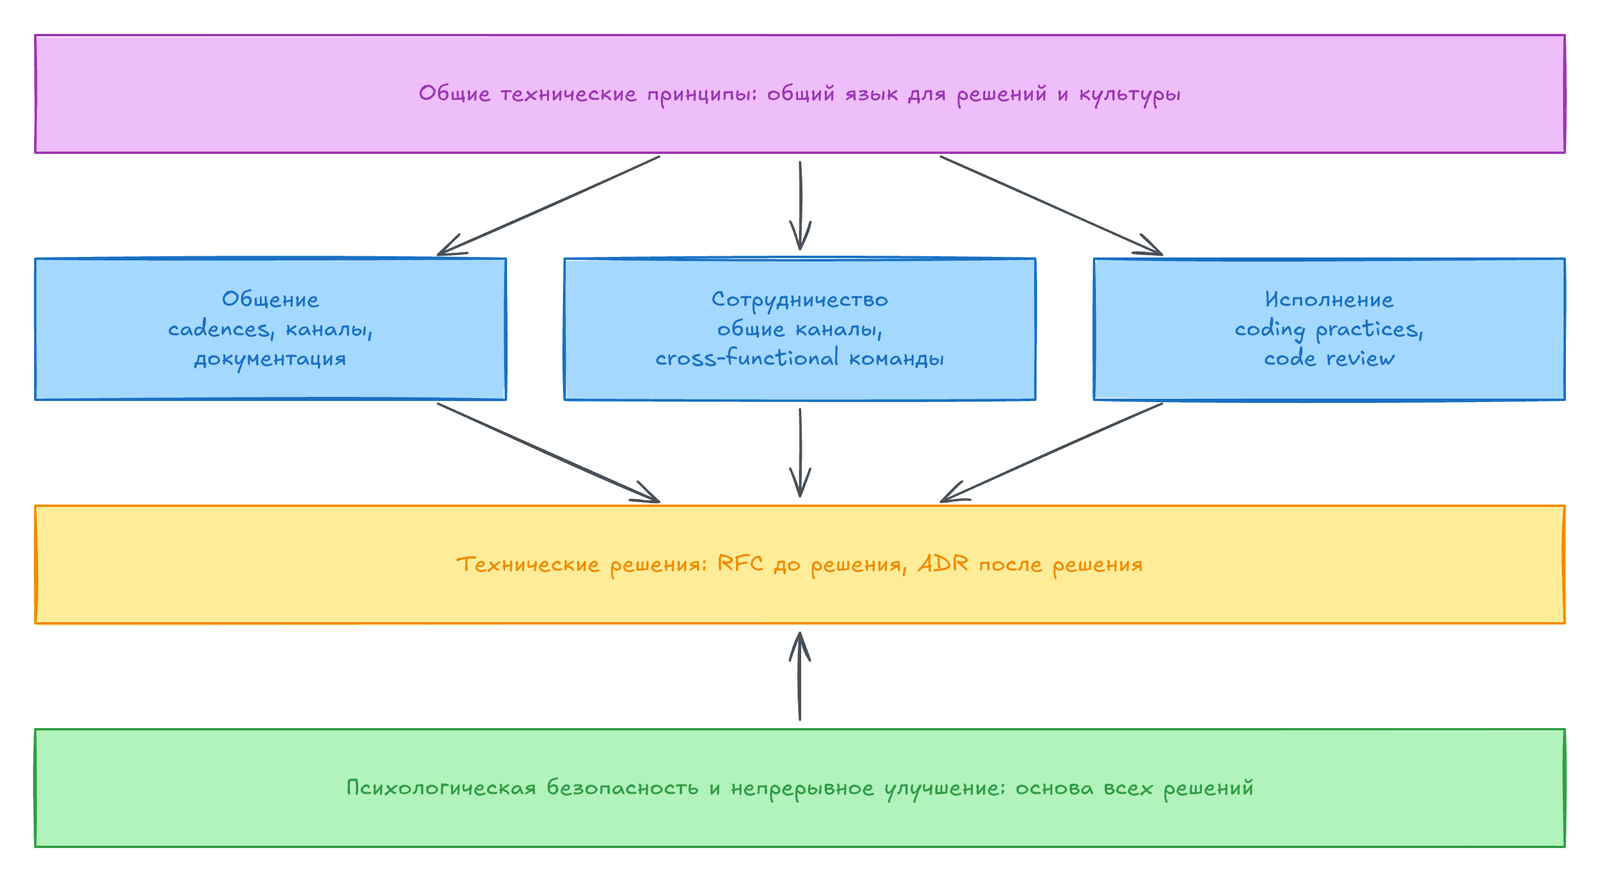 Общие технические принципы: общий язык для решений и культуры
Общение
cadences, каналы,
документация
Сотрудничество
общие каналы,
cross-functional команды
Исполнение
coding practices,
code review
Технические решения: RFC до решения, ADR после решения
Психологическая безопасность и непрерывное улучшение: основа всех решений